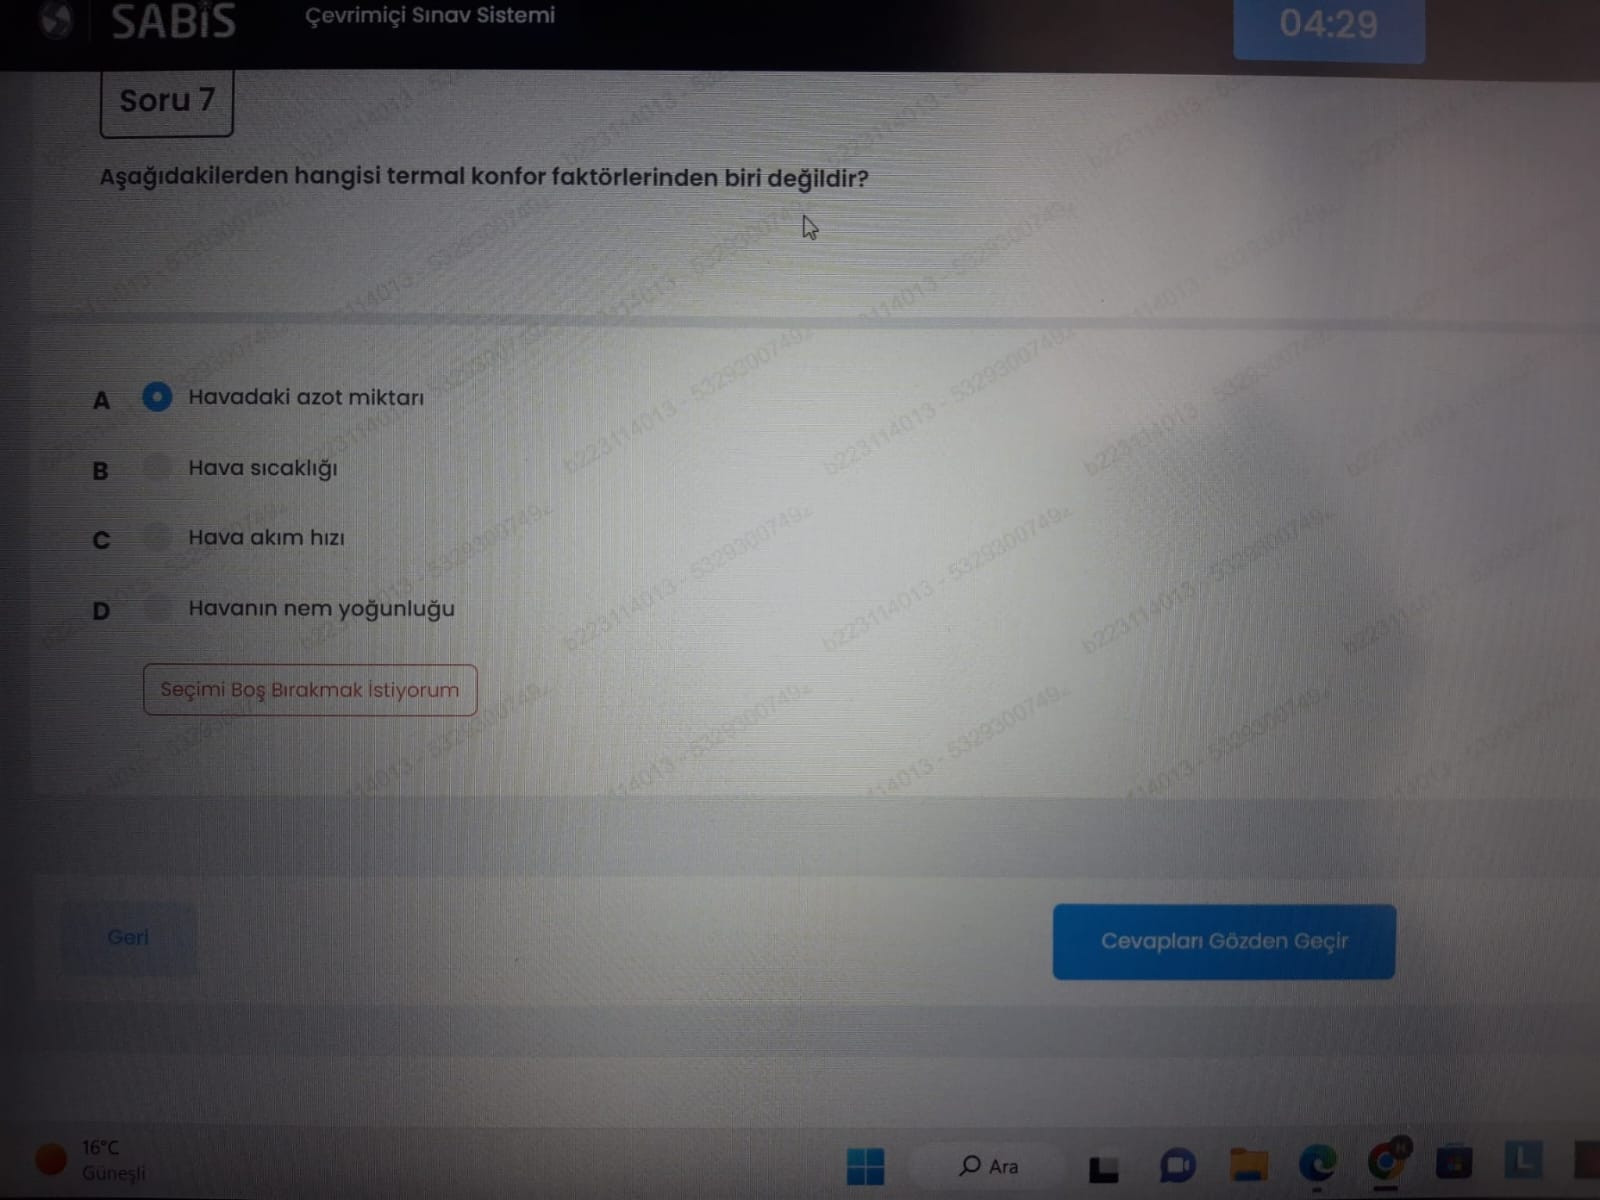 SABİS
Çevrimiçi Sınav Sistemi
04:29
Soru 7
Aşağıdakilerden hangisi termal konfor faktörlerinden biri değildir?
A Havadaki azot miktarı
B Hava sıcaklığı
C Hava akım hızı
D Havanın nem yoğunluğu
Seçimi Boş Bırakmak İstiyorum
Geri
Cevapları Gözden Geçir
16°C
Güneşli
Ara
L